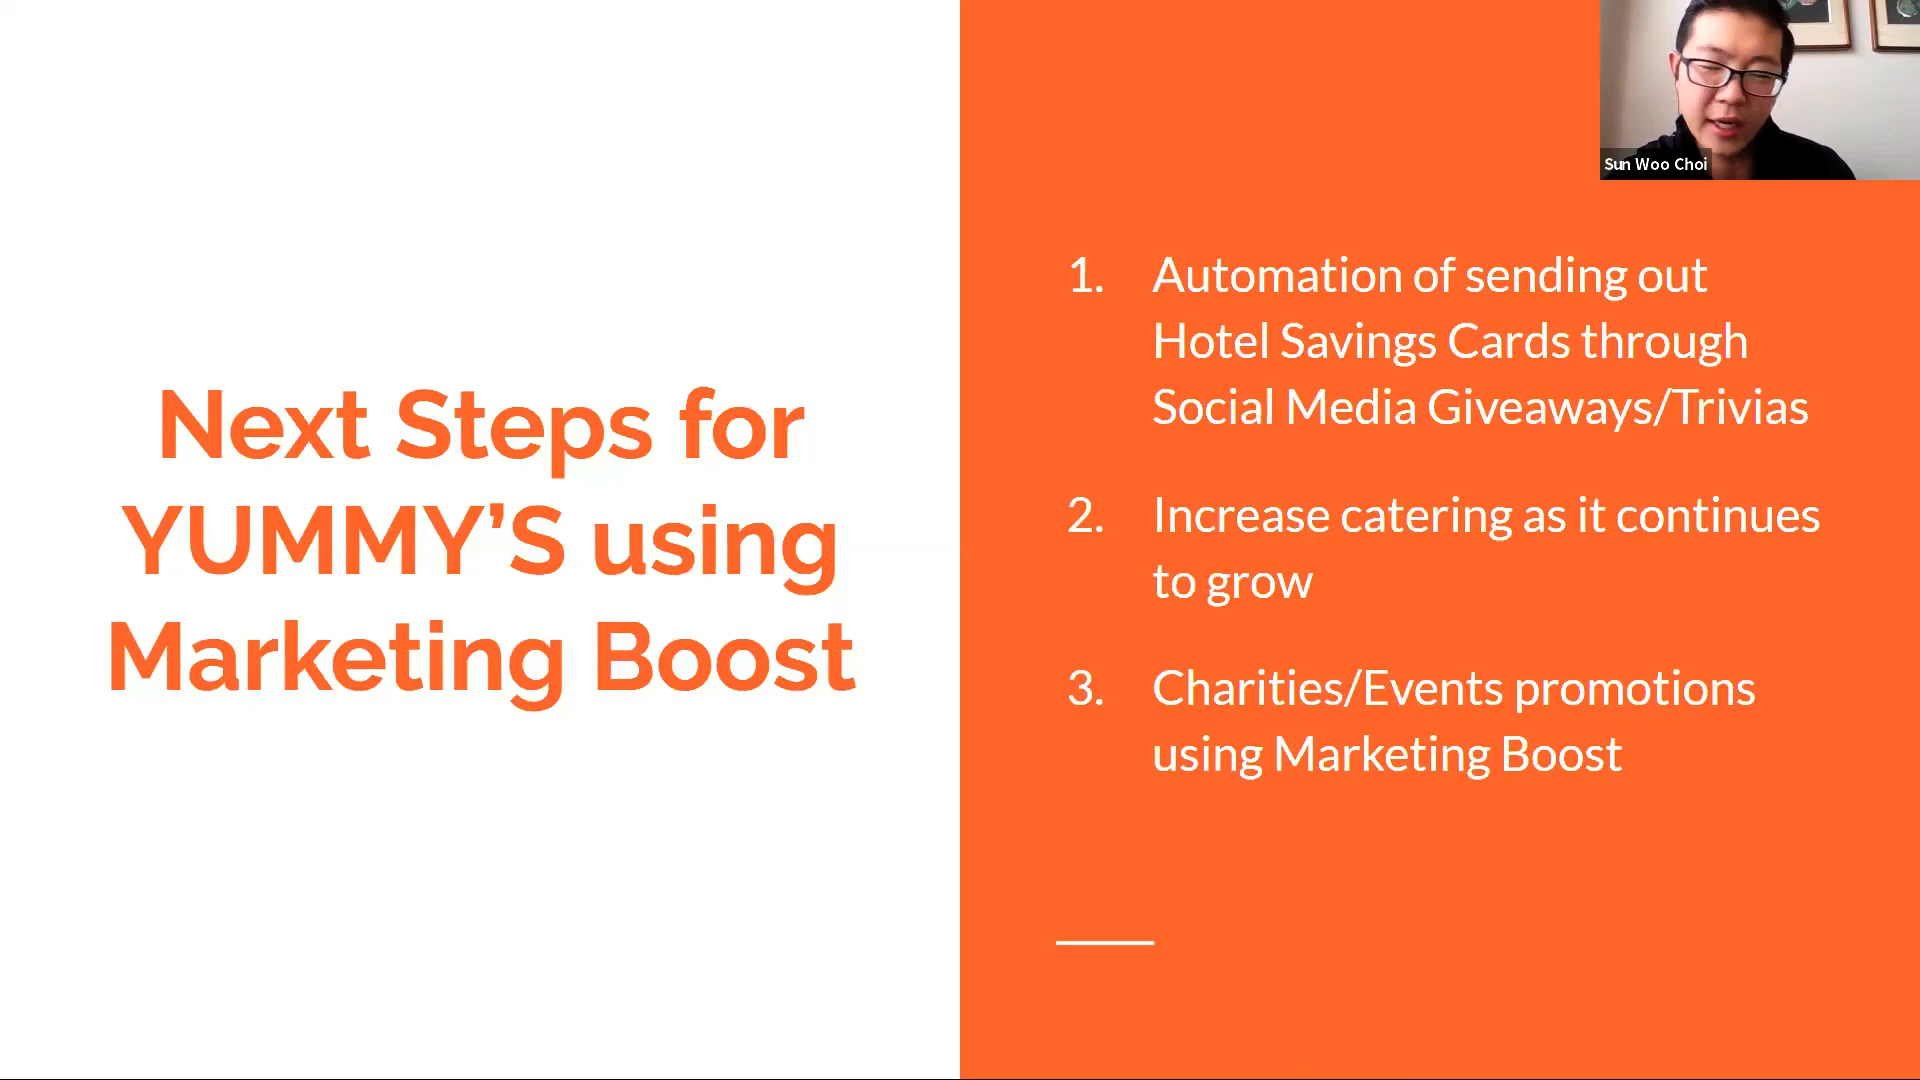 Next Steps for
YUMMY’S using
Marketing Boost
Sun Woo Choi
1. Automation of sending out
Hotel Savings Cards through
Social Media Giveaways/Trivias
2. Increase catering as it continues
to grow
3. Charities/Events promotions
using Marketing Boost